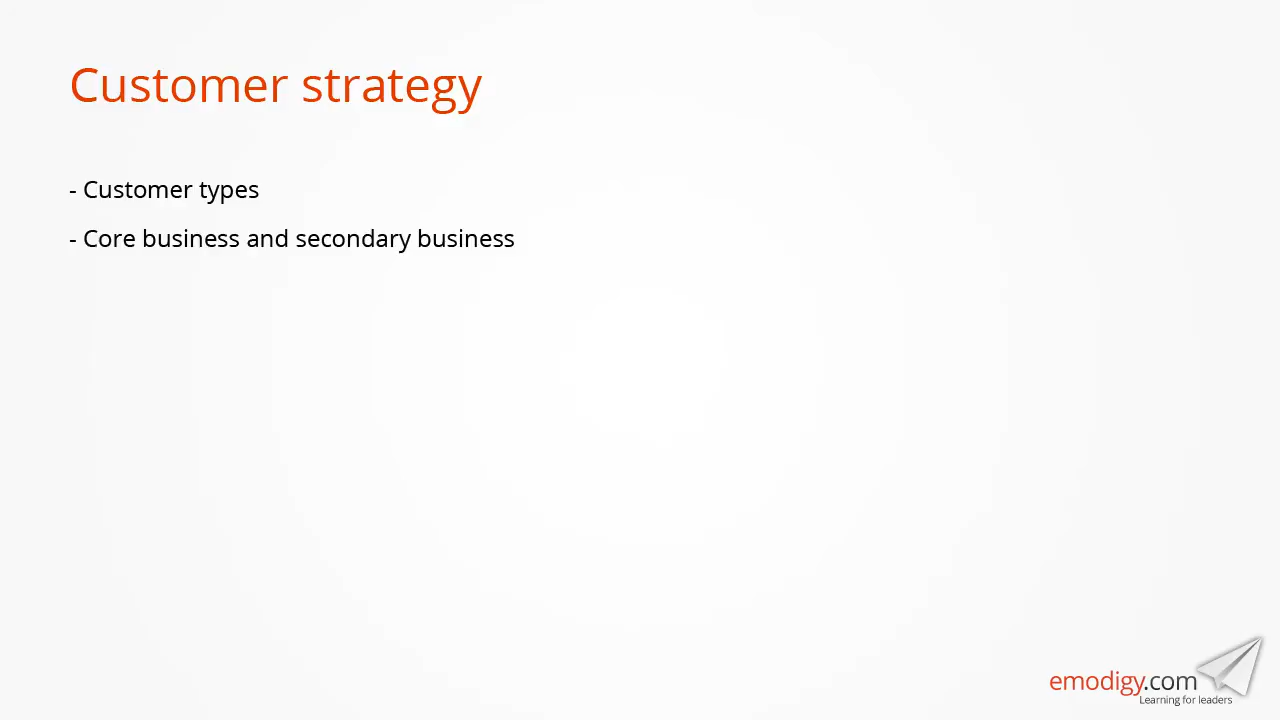 Customer strategy
- Customer types
- Core business and secondary business
emodigy.com
Learning for leaders